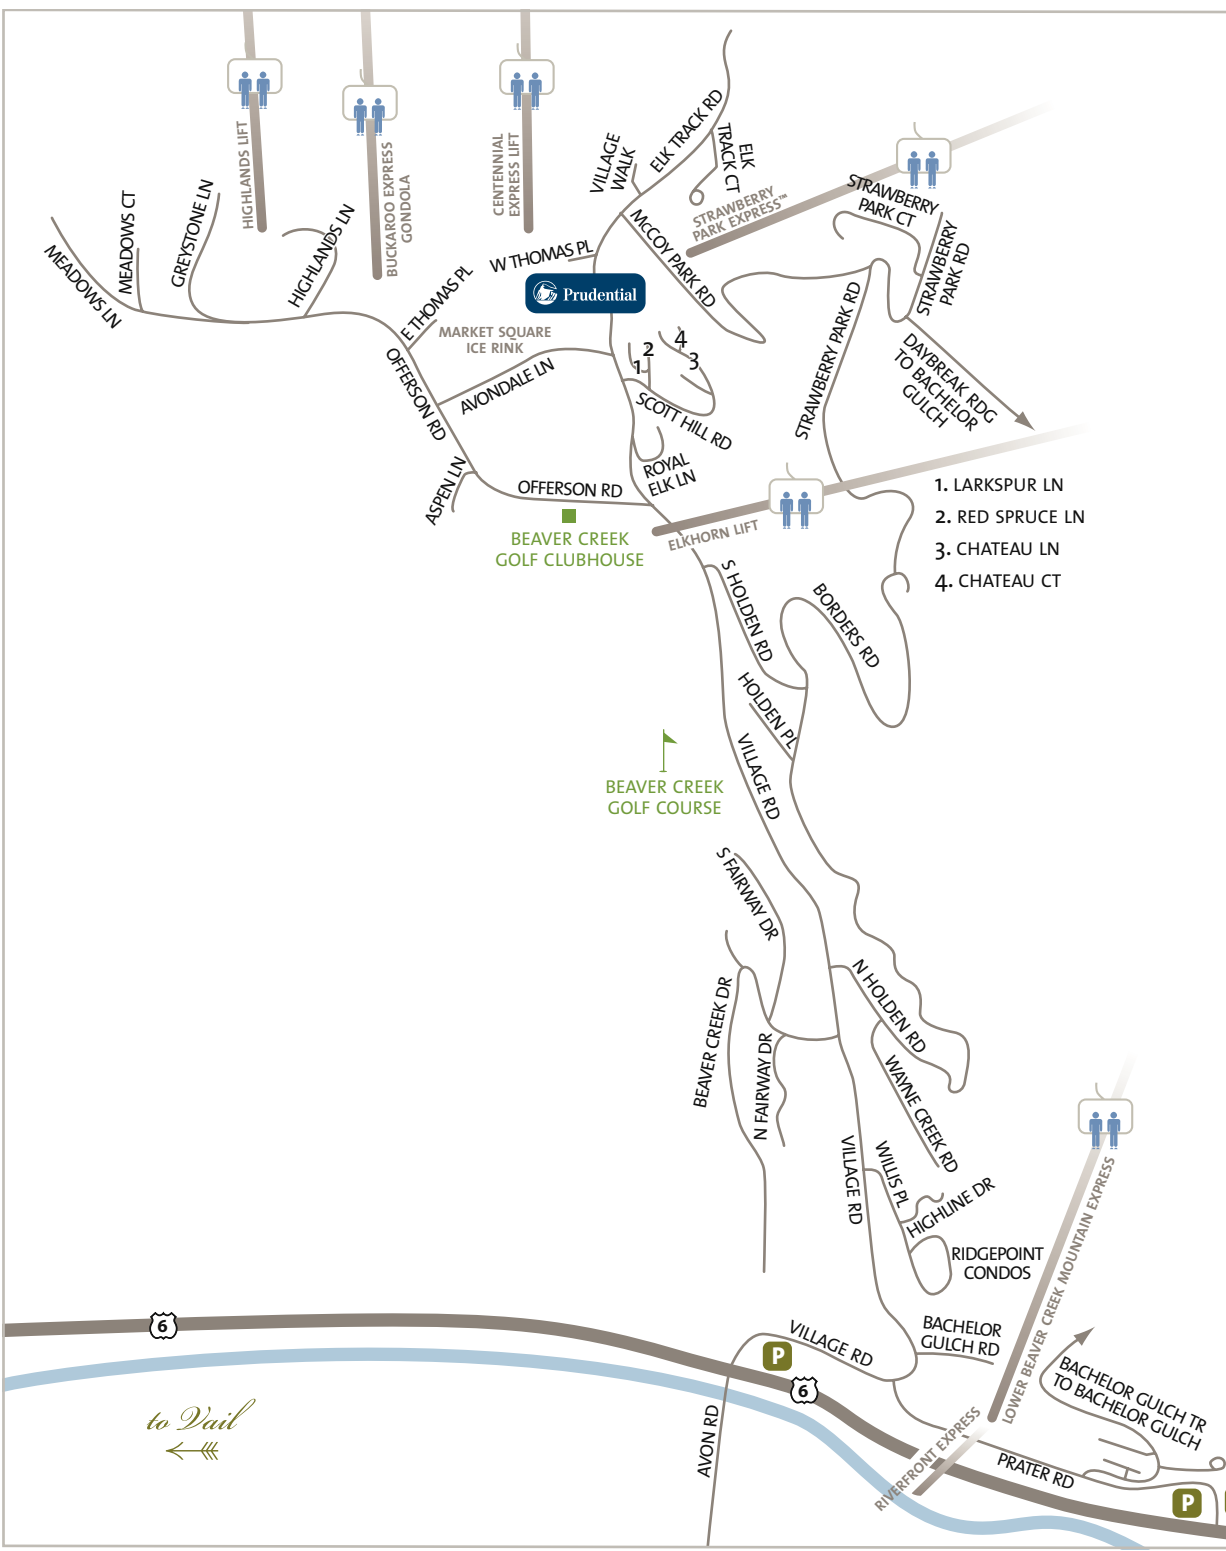 HIGHLANDS LIFT
BUCKAROO EXPRESS
GONDOLA
CENTENNIAL
EXPRESS LIFT
VILLAGE
WALK
ELK TRACK RD
ELK
TRACK CT
STRAWBERRY
PARK EXPRESS™
STRAWBERRY
PARK CT
STRAWBERRY
PARK RD
MEADOWS LN
MEADOWS CT
GREYSTONE LN
HIGHLANDS LN
E THOMAS PL
W THOMAS PL
McCOY PARK RD
Prudential
MARKET SQUARE
ICE RINK
OFFERSON RD
AVONDALE LN
1
2
3
4
SCOTT HILL RD
STRAWBERRY PARK RD
DAYBREAK RDG
TO BACHELOR
GULCH
ASPEN LN
OFFERSON RD
ROYAL
ELK LN
ELKHORN LIFT
BEAVER CREEK
GOLF CLUBHOUSE
1. LARKSPUR LN
2. RED SPRUCE LN
3. CHATEAU LN
4. CHATEAU CT
S HOLDEN RD
BORDERS RD
HOLDEN PL
VILLAGE RD
BEAVER CREEK
GOLF COURSE
S FAIRWAY DR
BEAVER CREEK DR
N FAIRWAY DR
N HOLDEN RD
WAYNE CREEK RD
VILLAGE RD
WILLIS PL
HIGHLINE DR
RIDGEPOINT
CONDOS
LOWER BEAVER CREEK MOUNTAIN EXPRESS
BACHELOR
GULCH RD
VILLAGE RD
P
6
6
to Vail
AVON RD
RIVERFRONT EXPRESS
BACHELOR GULCH TR
TO BACHELOR GULCH
PRATER RD
P